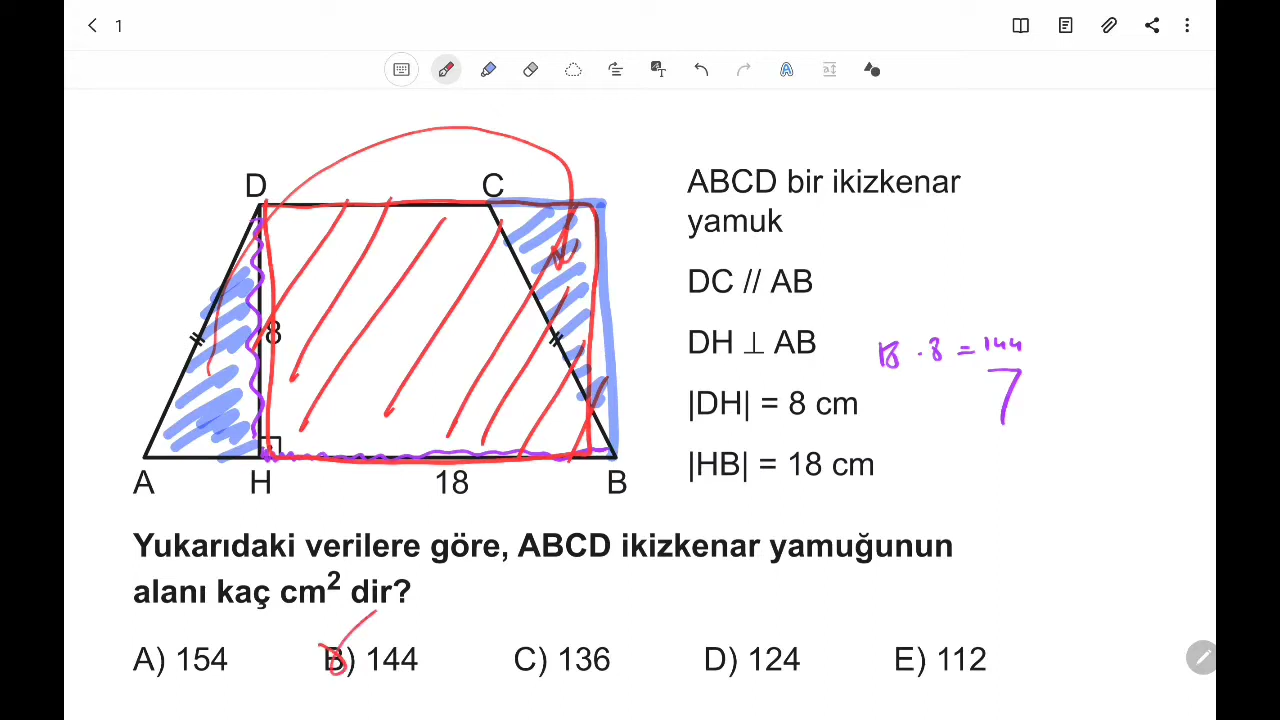 1
D
C
8
A
H
18
B
ABCD bir ikizkenar
yamuk
DC // AB
DH ⊥ AB
18 · 8 = 144
|DH| = 8 cm
|HB| = 18 cm
Yukarıdaki verilere göre, ABCD ikizkenar yamuğunun
alanı kaç cm² dir?
A) 154 B) 144 C) 136 D) 124 E) 112